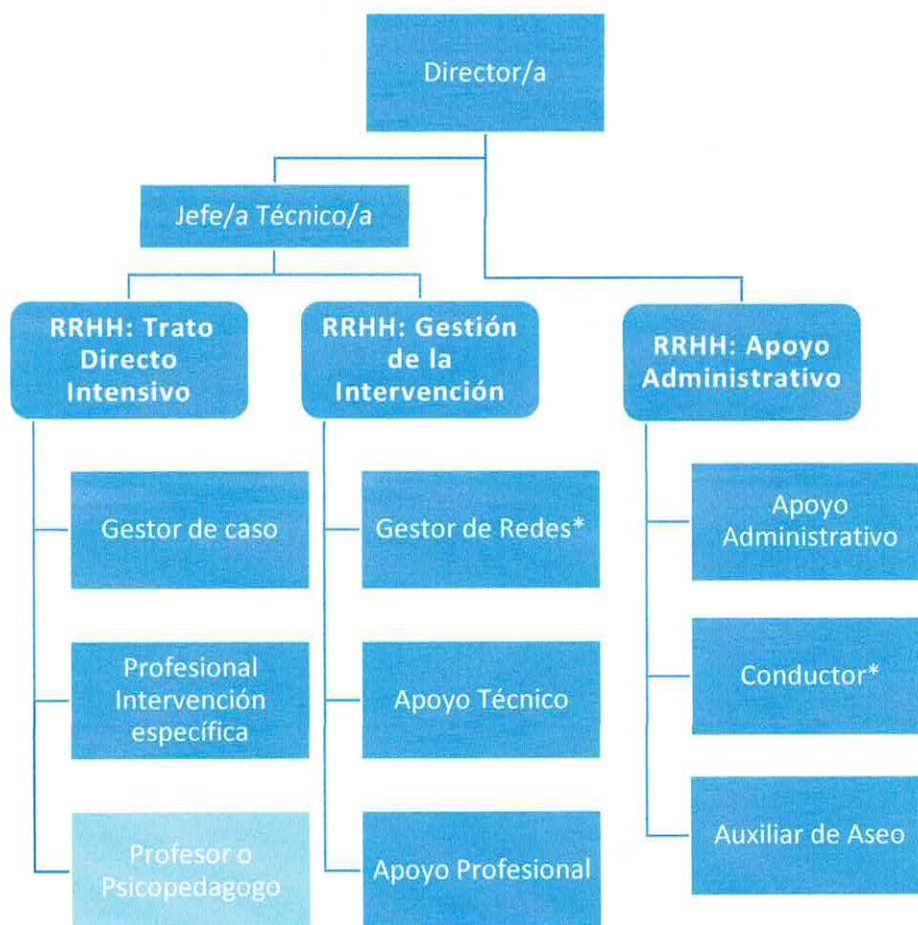 Director/a
Jefe/a Técnico/a
RRHH: Trato
Directo
Intensivo
RRHH: Gestión
de la
Intervención
RRHH: Apoyo
Administrativo
Gestor de caso
Gestor de Redes*
Apoyo
Administrativo
Profesional
Intervención
específica
Apoyo Técnico
Conductor*
Profesor o
Psicopedagogo
Apoyo Profesional
Auxiliar de Aseo